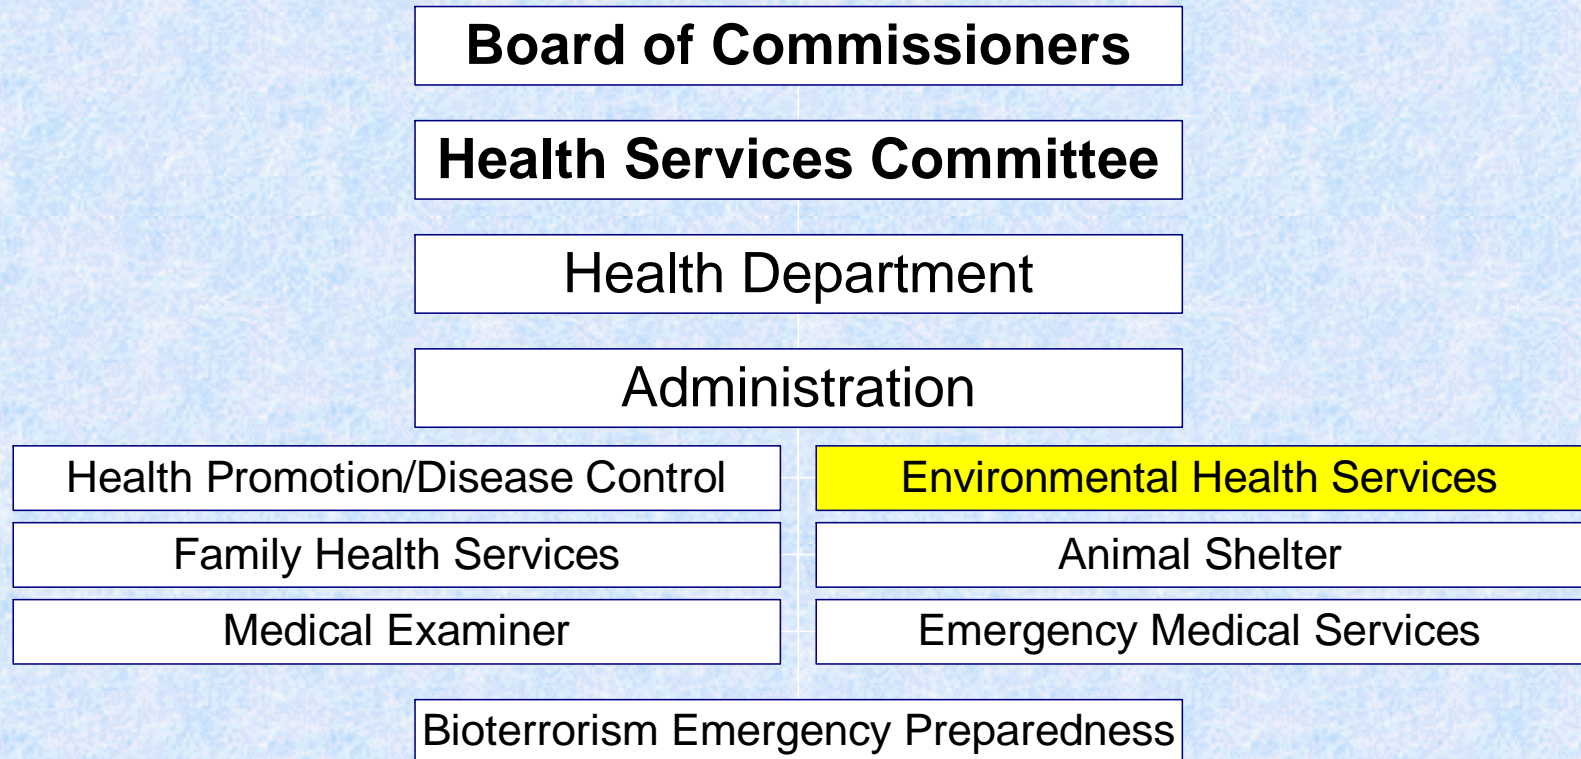 Board of Commissioners
Health Services Committee
Health Department
Administration
Health Promotion/Disease Control
Environmental Health Services
Family Health Services
Animal Shelter
Medical Examiner
Emergency Medical Services
Bioterrorism Emergency Preparedness